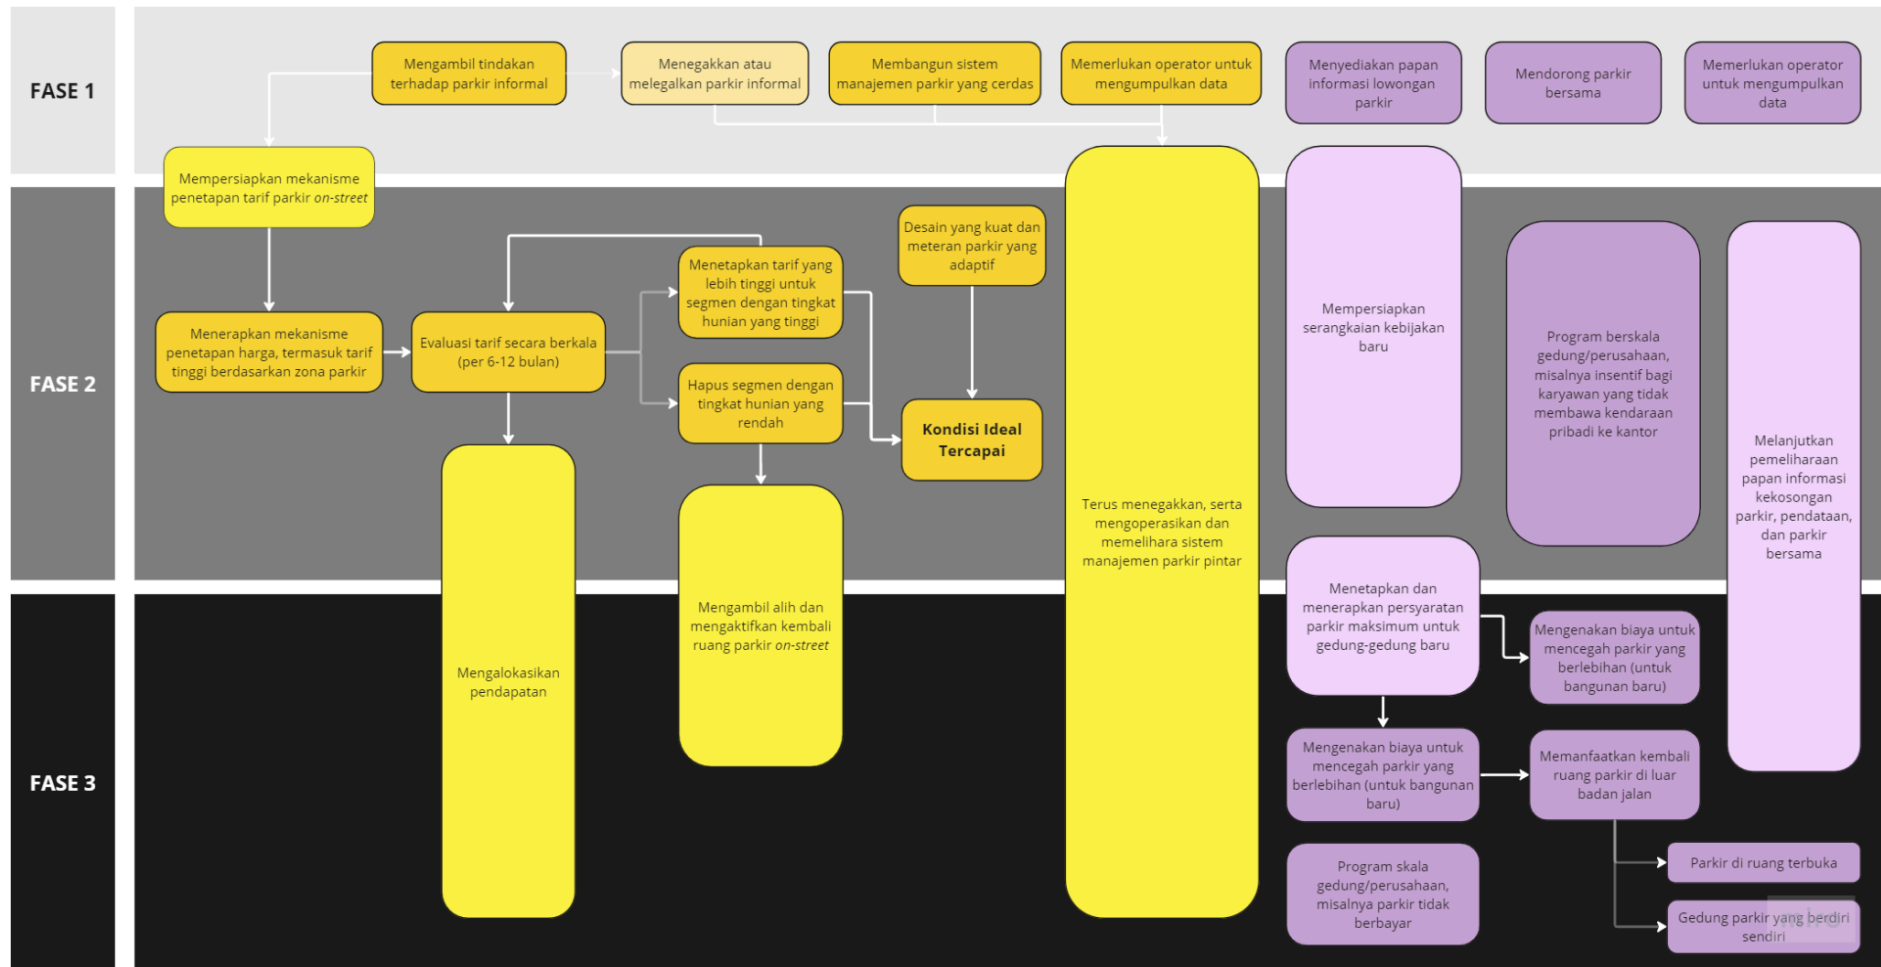 FASE 1
Mengambil tindakan
terhadap parkir informal
Menegakkan atau
melegalkan parkir informal
Membangun sistem
manajemen parkir yang cerdas
Memerlukan operator untuk
mengumpulkan data
Menyediakan papan
informasi lowongan
parkir
Mendorong parkir
bersama
Memerlukan operator
untuk mengumpulkan
data
Mempersiapkan mekanisme
penetapan tarif parkir on-street
FASE 2
Menerapkan mekanisme
penetapan harga, termasuk tarif
tinggi berdasarkan zona parkir
Evaluasi tarif secara berkala
(per 6-12 bulan)
Menetapkan tarif yang
lebih tinggi untuk
segmen dengan tingkat
hunian yang tinggi
Hapus segmen dengan
tingkat hunian yang
rendah
Desain yang kuat dan
meteran parkir yang
adaptif
Kondisi Ideal
Tercapai
Terus menegakkan, serta
mengoperasikan dan
memelihara sistem
manajemen parkir pintar
Mempersiapkan
serangkaian kebijakan
baru
Program berskala
gedung/perusahaan,
misalnya insentif bagi
karyawan yang tidak
membawa kendaraan
pribadi ke kantor
Melanjutkan
pemeliharaan
papan informasi
kekosongan
parkir, pendataan,
dan parkir
bersama
FASE 3
Mengalokasikan
pendapatan
Mengambil alih dan
mengaktifkan kembali
ruang parkir on-street
Menetapkan dan
menerapkan persyaratan
parkir maksimum untuk
gedung-gedung baru
Mengenakan biaya untuk
mencegah parkir yang
berlebihan (untuk
bangunan baru)
Mengenakan biaya untuk
mencegah parkir yang
berlebihan (untuk bangunan
baru)
Memanfaatkan kembali
ruang parkir di luar
badan jalan
Program skala
gedung/perusahaan,
misalnya parkir tidak
berbayar
Parkir di ruang terbuka
Gedung parkir yang berdiri
sendiri
miro